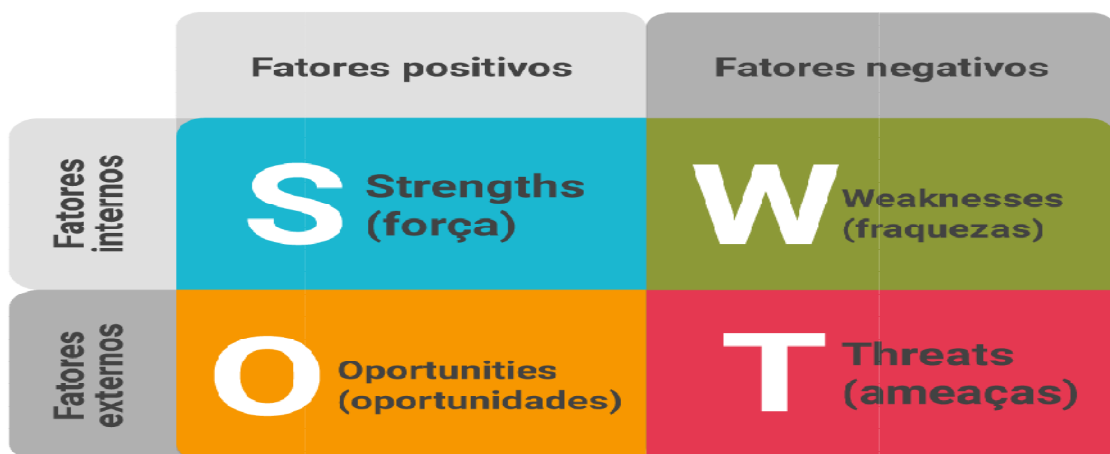 Fatores positivos
Fatores negativos
Fatores
internos
S
Strengths
(força)
W
Weaknesses
(fraquezas)
Fatores
externos
O
Oportunities
(oportunidades)
T
Threats
(ameaças)